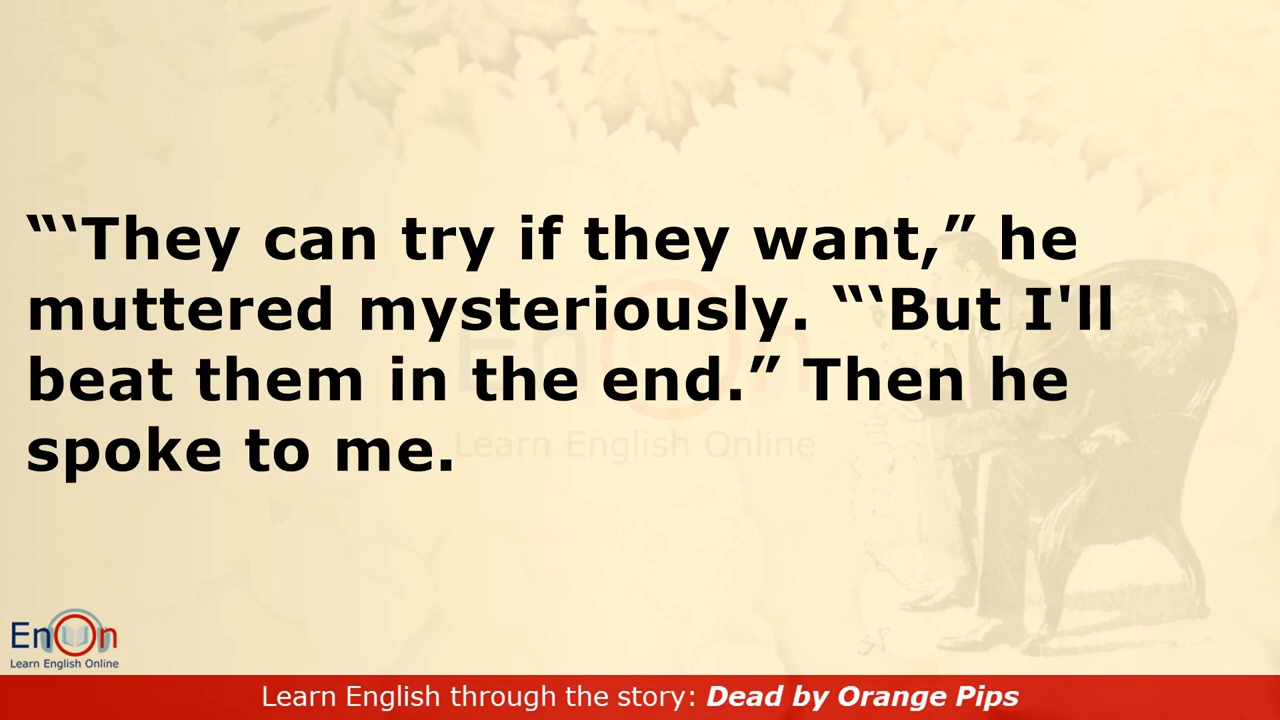 “‘They can try if they want,” he
muttered mysteriously. “‘But I'll
beat them in the end.” Then he
spoke to me.
EnOn
Learn English Online
EnOn
Learn English Online
Learn English through the story: Dead by Orange Pips